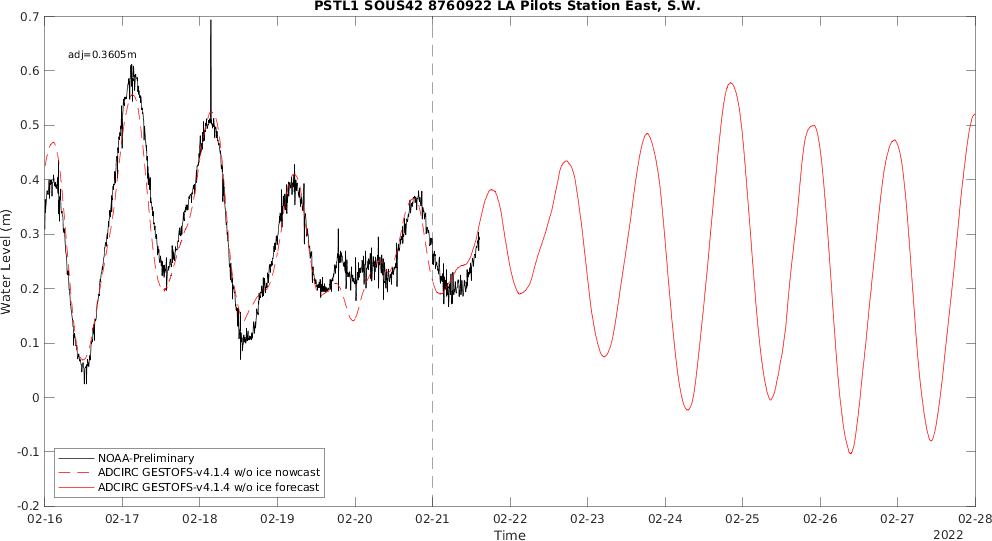 PSTL1 SOUS42 8760922 LA Pilots Station East, S.W.
0.7
adj=0.3605m
0.6
0.5
0.4
0.3
0.2
0.1
0
-0.1
-0.2
Water Level (m)
NOAA-Preliminary
ADCIRC GESTOFS-v4.1.4 w/o ice nowcast
ADCIRC GESTOFS-v4.1.4 w/o ice forecast
02-16 02-17 02-18 02-19 02-20 02-21 02-22 02-23 02-24 02-25 02-26 02-27 02-28
Time
2022